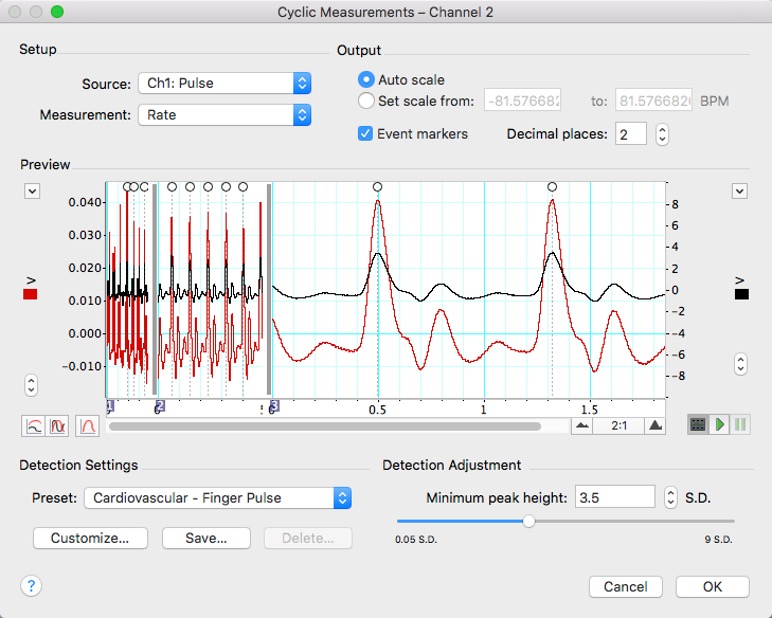 Cyclic Measurements – Channel 2
Setup
Output
Source: Ch1: Pulse
Measurement: Rate
Auto scale
Set scale from: -81.576682 to: 81.576682 BPM
Event markers
Decimal places: 2
Preview
0.040
0.030
0.020
0.010
0.000
-0.010
V
8
6
4
2
0
-2
-4
-6
-8
V
1 2 3
0 0.5 1 1.5
2:1
Detection Settings
Detection Adjustment
Preset: Cardiovascular - Finger Pulse
Minimum peak height: 3.5 S.D.
Customize... Save... Delete...
0.05 S.D. 9 S.D.
?
Cancel OK